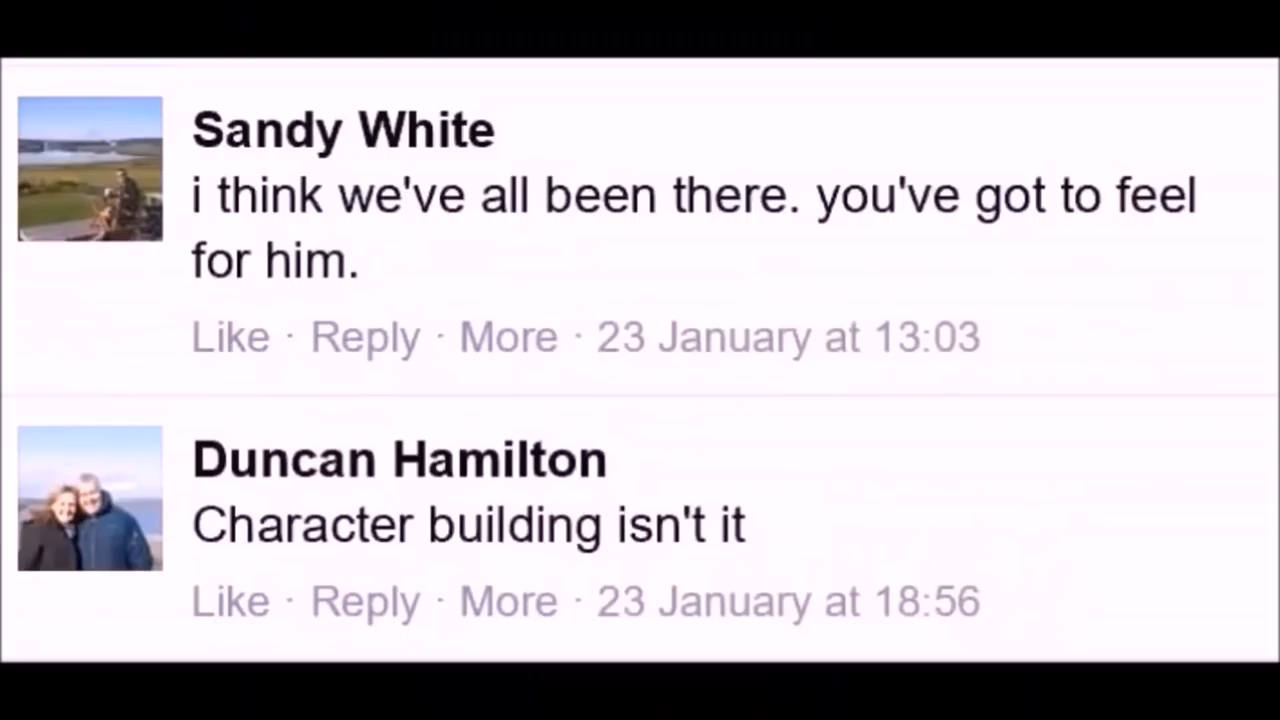 Sandy White
i think we've all been there. you've got to feel
for him.
Like · Reply · More · 23 January at 13:03
Duncan Hamilton
Character building isn't it
Like · Reply · More · 23 January at 18:56